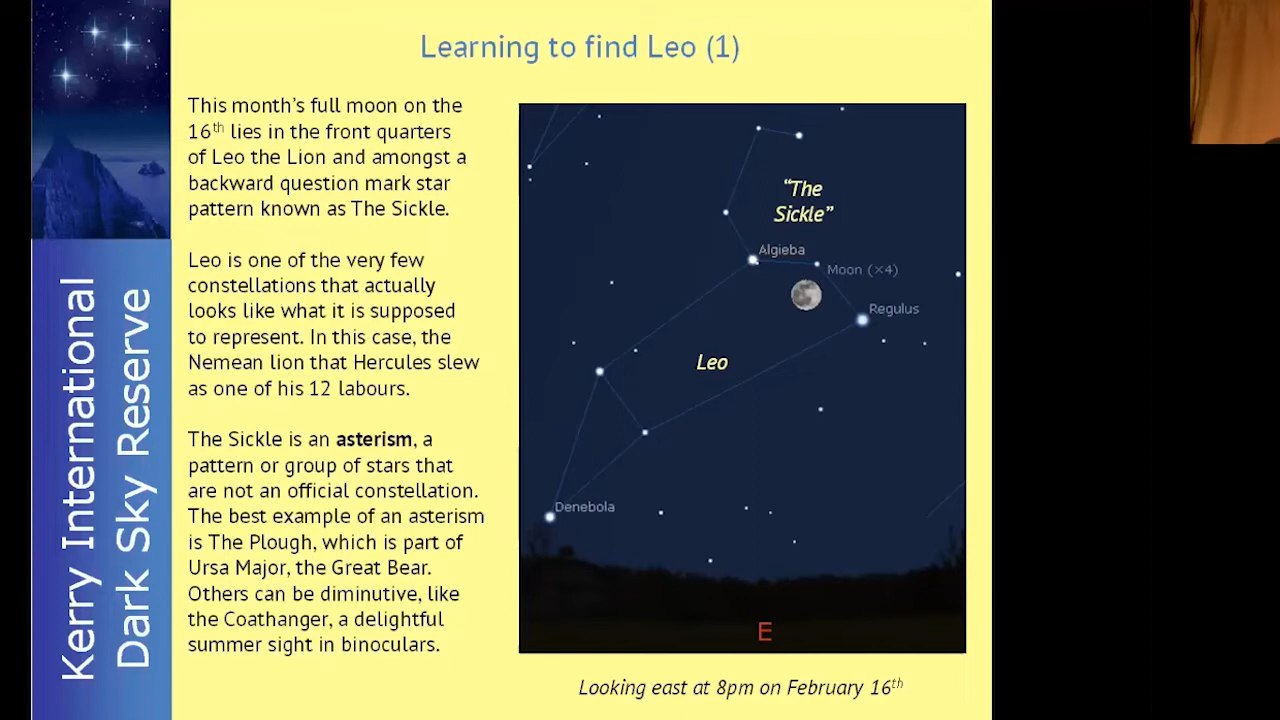 Learning to find Leo (1)
This month's full moon on the
16th lies in the front quarters
of Leo the Lion and amongst a
backward question mark star
pattern known as The Sickle.
Leo is one of the very few
constellations that actually
looks like what it is supposed
to represent. In this case, the
Nemean lion that Hercules slew
as one of his 12 labours.
The Sickle is an asterism, a
pattern or group of stars that
are not an official constellation.
The best example of an asterism
is The Plough, which is part of
Ursa Major, the Great Bear.
Others can be diminutive, like
the Coathanger, a delightful
summer sight in binoculars.
"The
Sickle"
Algieba
Moon (×4)
Regulus
Leo
Denebola
E
Looking east at 8pm on February 16th
Kerry International
Dark Sky Reserve